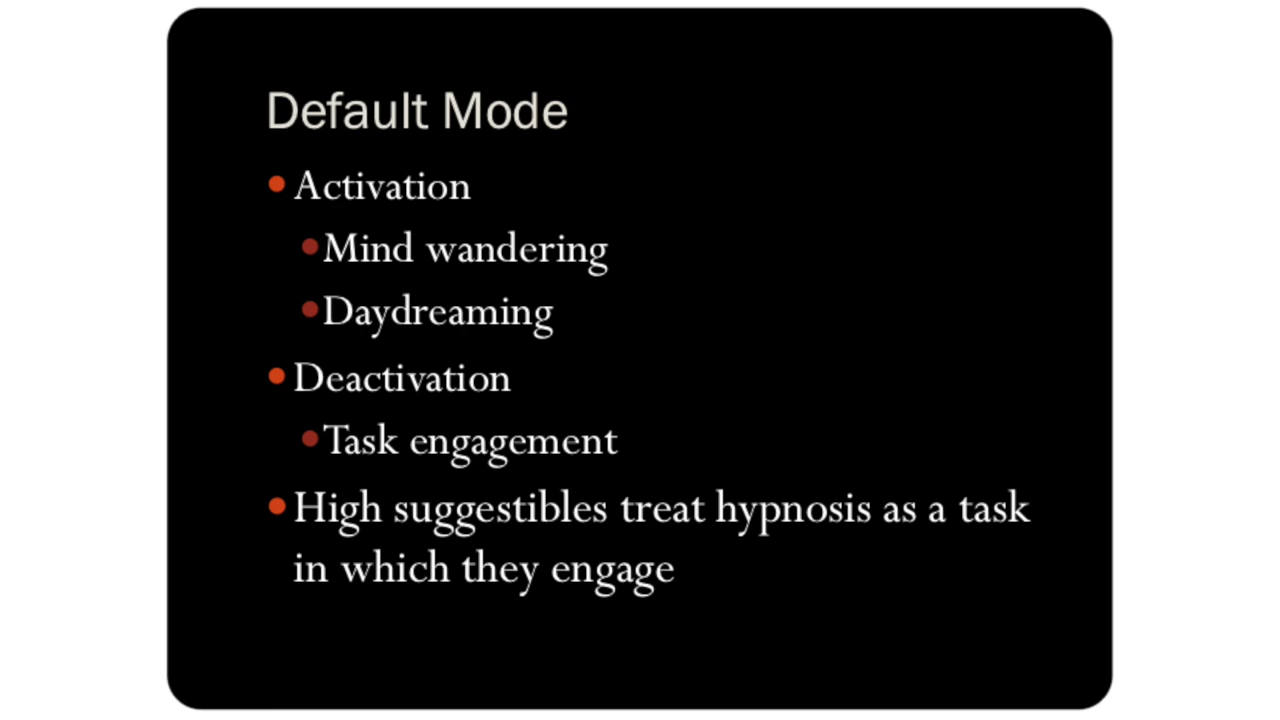 Default Mode
Activation
Mind wandering
Daydreaming
Deactivation
Task engagement
High suggestibles treat hypnosis as a task
in which they engage